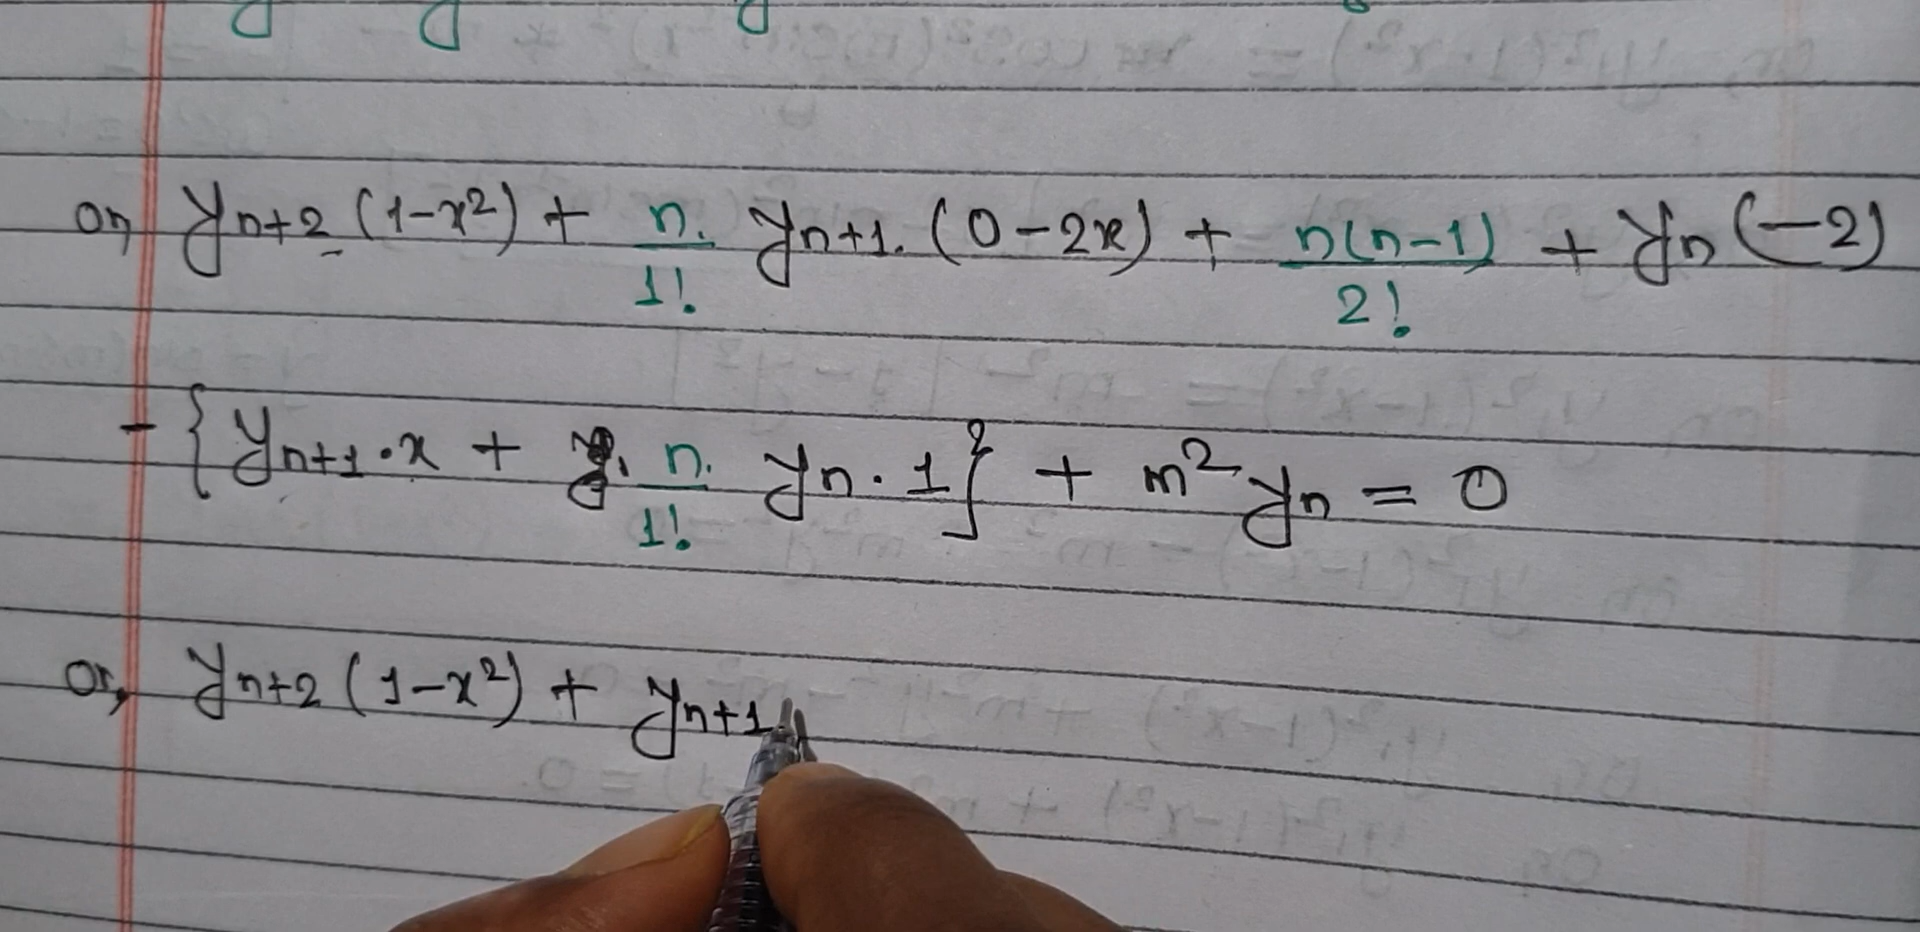 or, yₙ₊₂ (1-x²) + n./1! yₙ₊₁. (0-2x) + n(n-1)/2! + yₙ (-2)
- {yₙ₊₁·x + n./1! yₙ·1} + m² yₙ = 0
or, yₙ₊₂ (1-x²) + yₙ₊₁